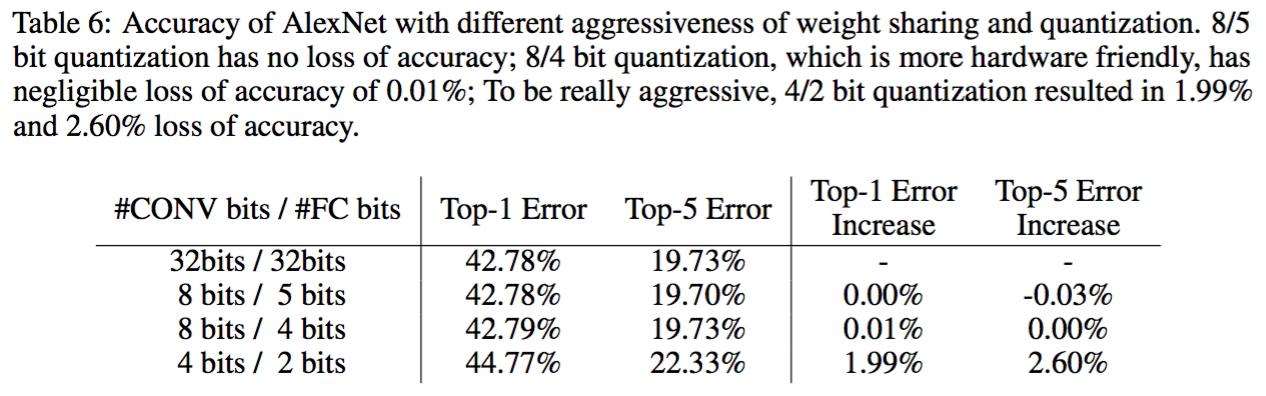 Table 6: Accuracy of AlexNet with different aggressiveness of weight sharing and quantization. 8/5
bit quantization has no loss of accuracy; 8/4 bit quantization, which is more hardware friendly, has
negligible loss of accuracy of 0.01%; To be really aggressive, 4/2 bit quantization resulted in 1.99%
and 2.60% loss of accuracy.
#CONV bits / #FC bits Top-1 Error Top-5 Error Top-1 Error Increase Top-5 Error Increase
32bits / 32bits 42.78% 19.73% - -
8 bits / 5 bits 42.78% 19.70% 0.00% -0.03%
8 bits / 4 bits 42.79% 19.73% 0.01% 0.00%
4 bits / 2 bits 44.77% 22.33% 1.99% 2.60%